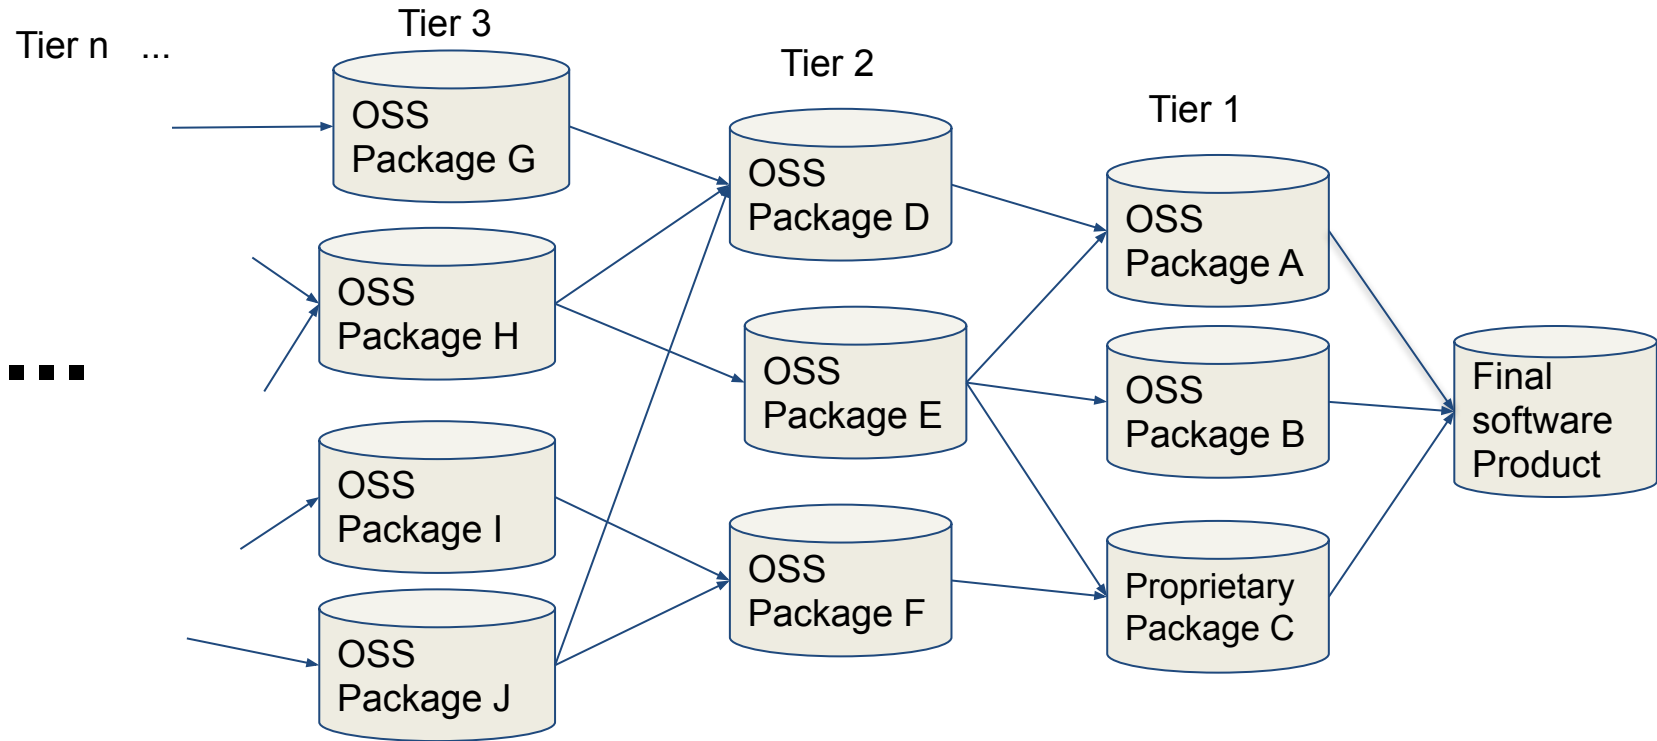 Tier n ...
Tier 3
OSS
Package G
OSS
Package H
OSS
Package I
OSS
Package J
Tier 2
OSS
Package D
OSS
Package E
OSS
Package F
Tier 1
OSS
Package A
OSS
Package B
Proprietary
Package C
Final
software
Product